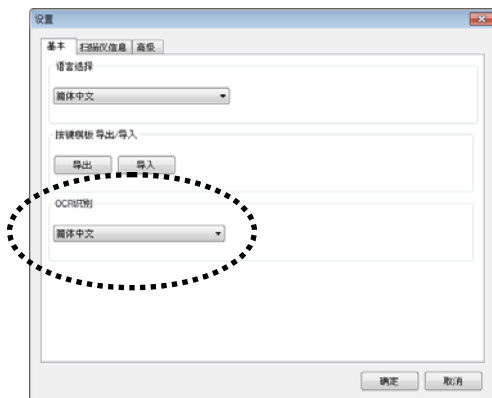 设置
基本 扫描仪信息 高级
语言选择
简体中文
按键模板 导出/导入
导出 导入
OCR识别
简体中文
确定 取消